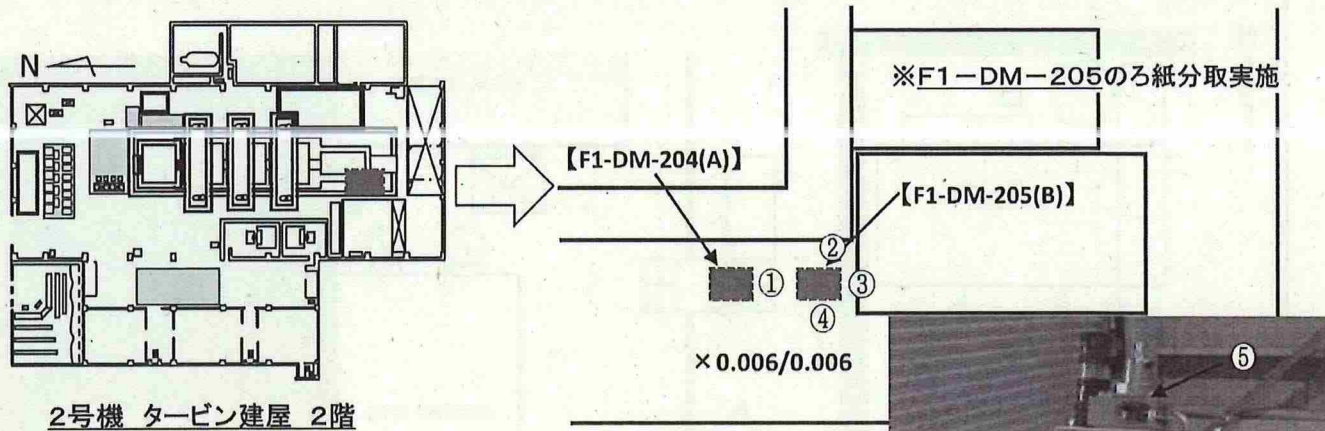 N
※F1-DM-205のろ紙分取実施
【F1-DM-204(A)】
【F1-DM-205(B)】
②
① ③
④
×0.006/0.006
⑤
2号機 タービン建屋 2階